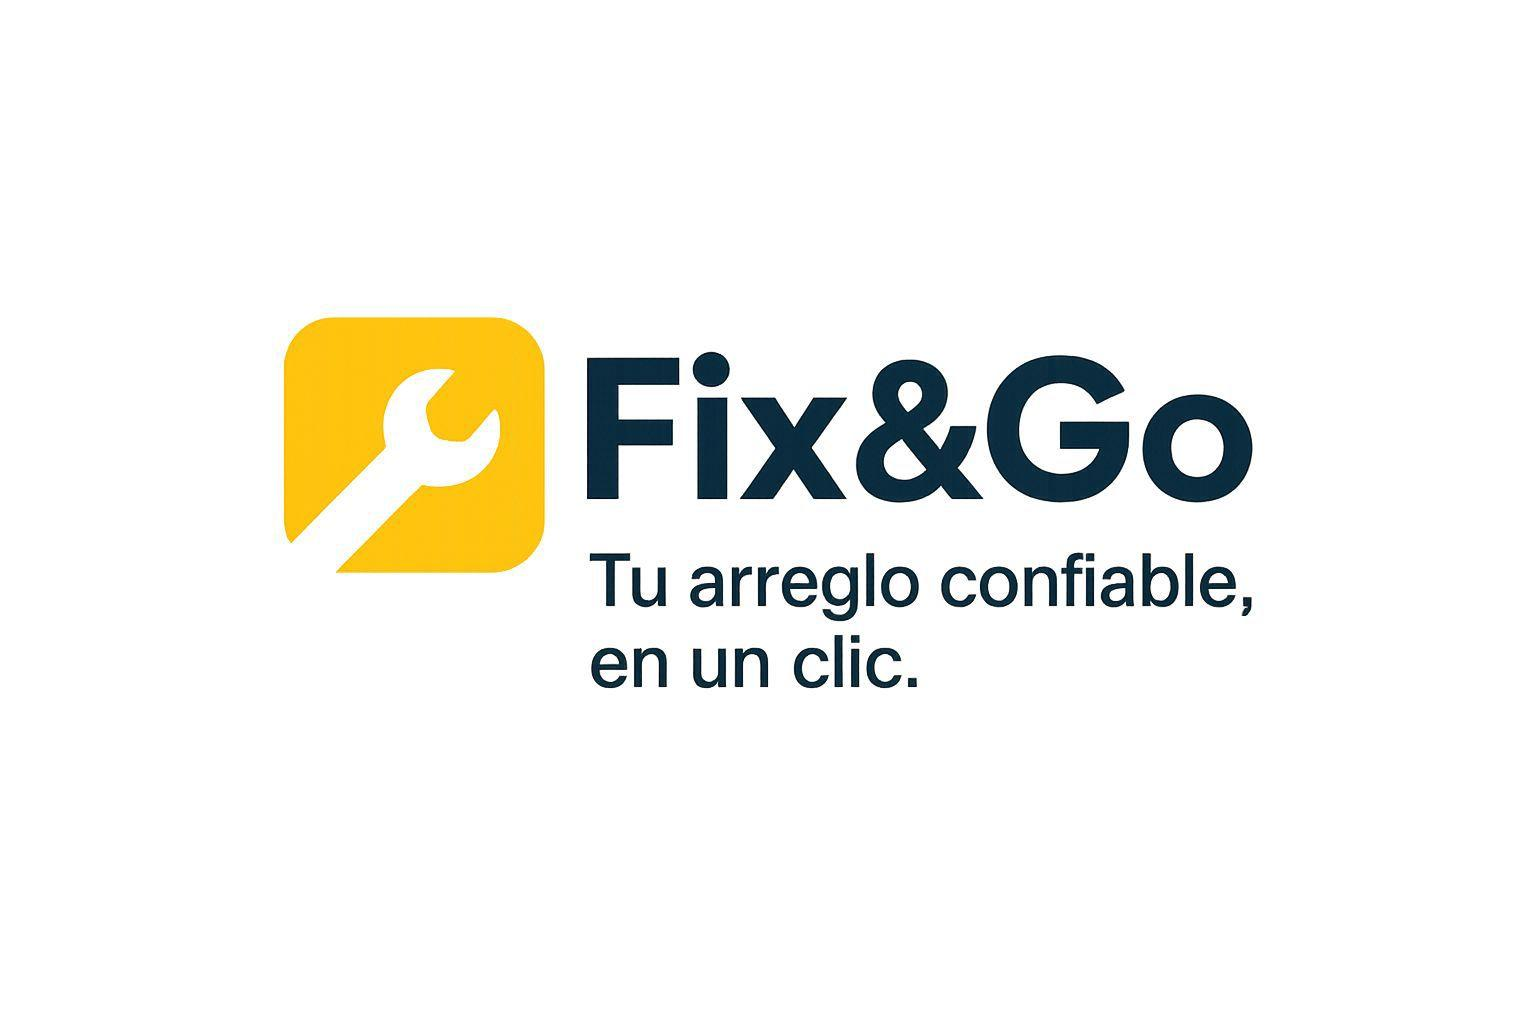 Fix&Go
Tu arreglo confiable,
en un clic.